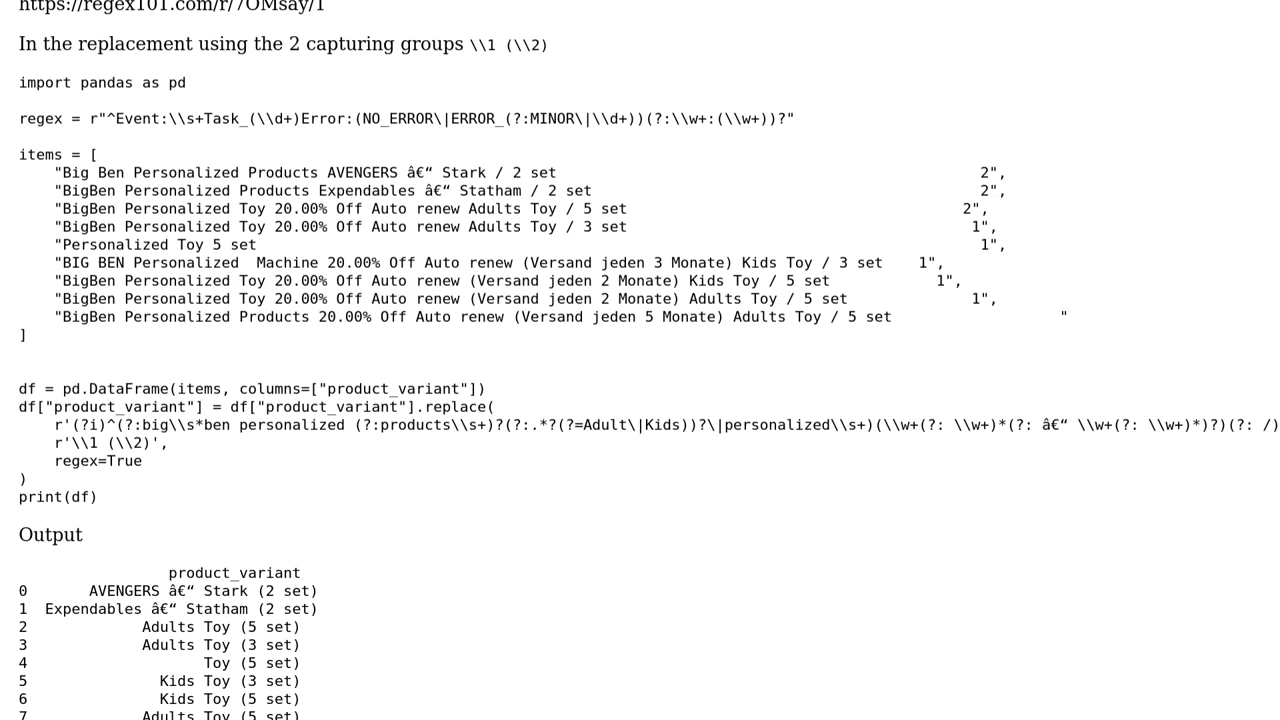 https://regex101.com/r/7OMsay/1
In the replacement using the 2 capturing groups \\1 (\\2)
import pandas as pd
regex = r"^Event:\\s+Task_(\\d+)Error:(NO_ERROR\|ERROR_(?:MINOR\|\\d+))(?:\\w+:(\\w+))?"
items = [
    "Big Ben Personalized Products AVENGERS â€“ Stark / 2 set                                                2",
    "BigBen Personalized Products Expendables â€“ Statham / 2 set                                            2",
    "BigBen Personalized Toy 20.00% Off Auto renew Adults Toy / 5 set                                      2",
    "BigBen Personalized Toy 20.00% Off Auto renew Adults Toy / 3 set                                       1",
    "Personalized Toy 5 set                                                                                  1",
    "BIG BEN Personalized  Machine 20.00% Off Auto renew (Versand jeden 3 Monate) Kids Toy / 3 set    1",
    "BigBen Personalized Toy 20.00% Off Auto renew (Versand jeden 2 Monate) Kids Toy / 5 set            1",
    "BigBen Personalized Toy 20.00% Off Auto renew (Versand jeden 2 Monate) Adults Toy / 5 set              1",
    "BigBen Personalized Products 20.00% Off Auto renew (Versand jeden 5 Monate) Adults Toy / 5 set                   "
]
df = pd.DataFrame(items, columns=["product_variant"])
df["product_variant"] = df["product_variant"].replace(
    r'(?i)^(?:big\\s*ben personalized (?:products\\s+)?(?:.*?(?=Adult\|Kids))?\|personalized\\s+)(\\w+(?: \\w+)*(?: â€“ \\w+(?: \\w+)*)?)(?: /)
    r'\\1 (\\2)',
    regex=True
)
print(df)
Output
                 product_variant
0       AVENGERS â€“ Stark (2 set)
1  Expendables â€“ Statham (2 set)
2             Adults Toy (5 set)
3             Adults Toy (3 set)
4                    Toy (5 set)
5               Kids Toy (3 set)
6               Kids Toy (5 set)
7             Adults Toy (5 set)